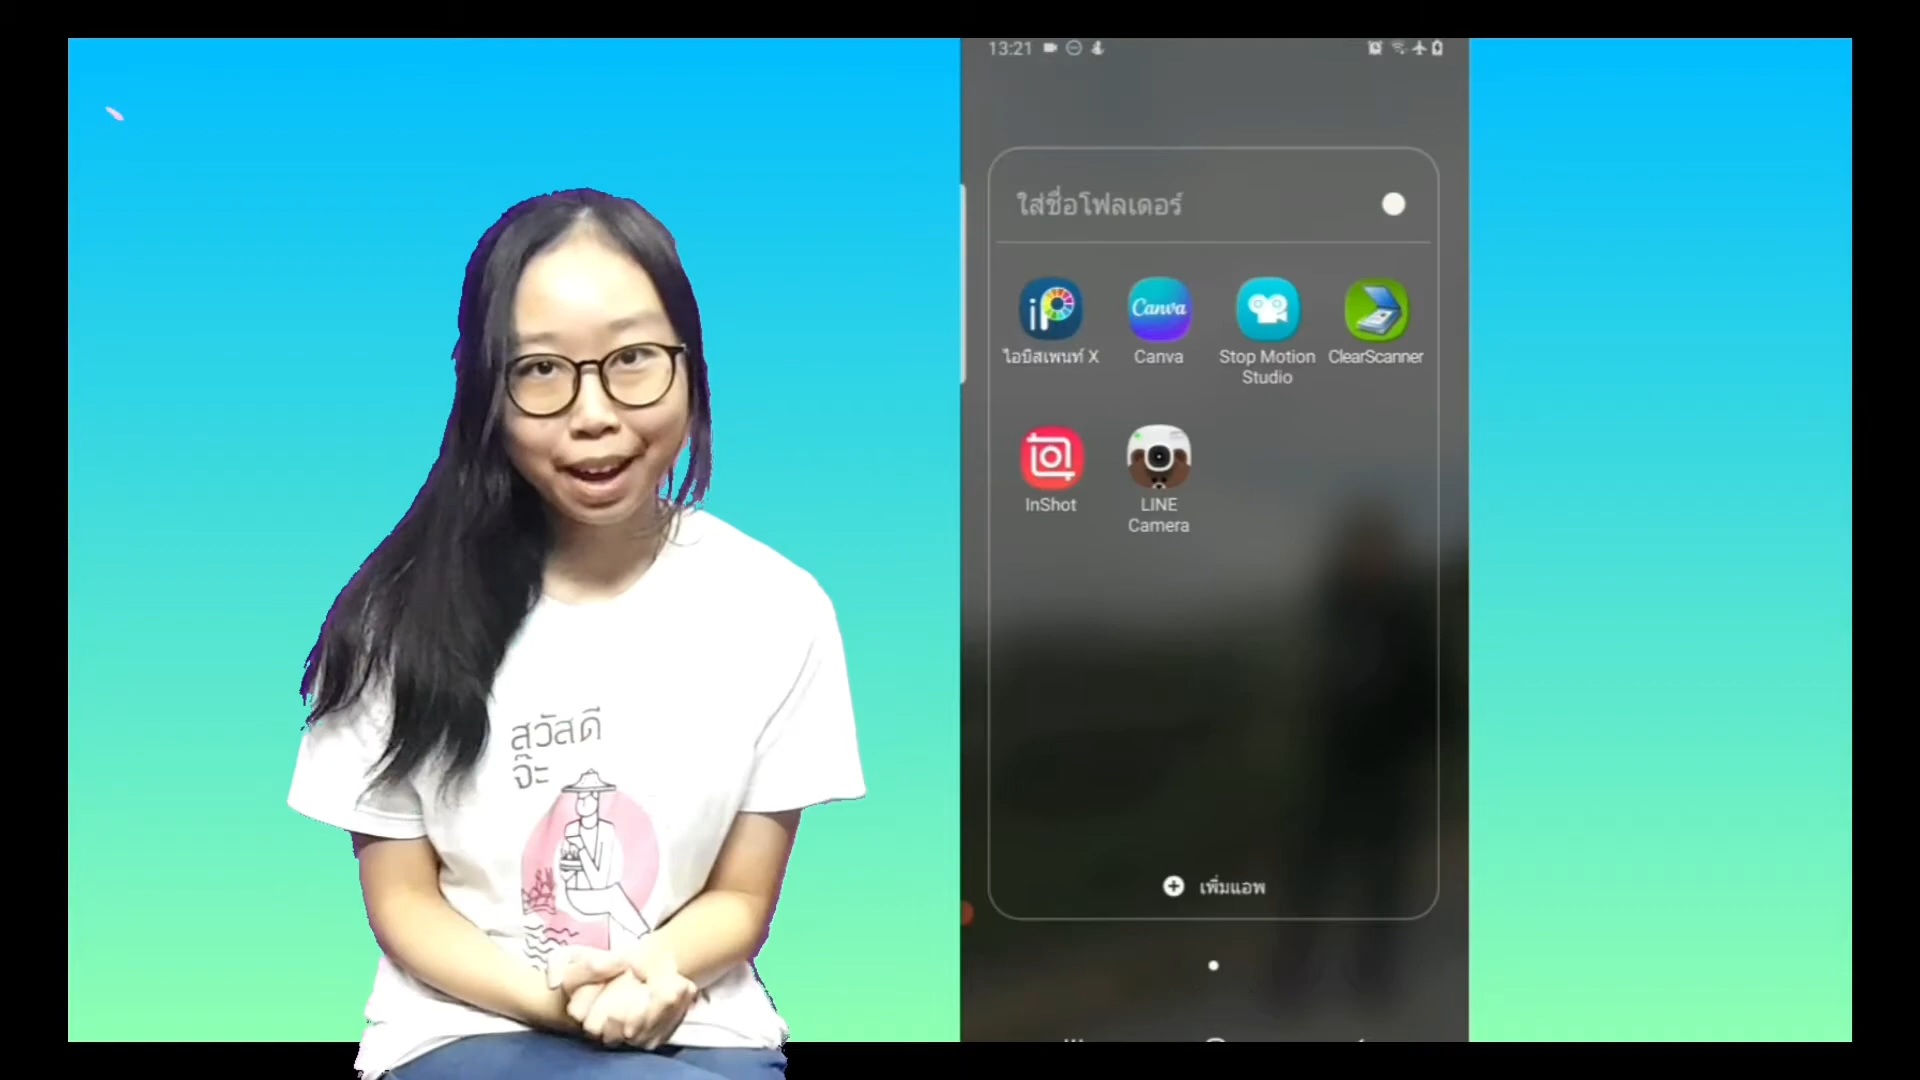 13:21
ใส่ชื่อโฟลเดอร์
iP
Canva
ไอบิสเพนท์ X
Canva
Stop Motion
Studio
ClearScanner
InShot
LINE
Camera
เพิ่มแอพ
สวัสดี
จ๊ะ